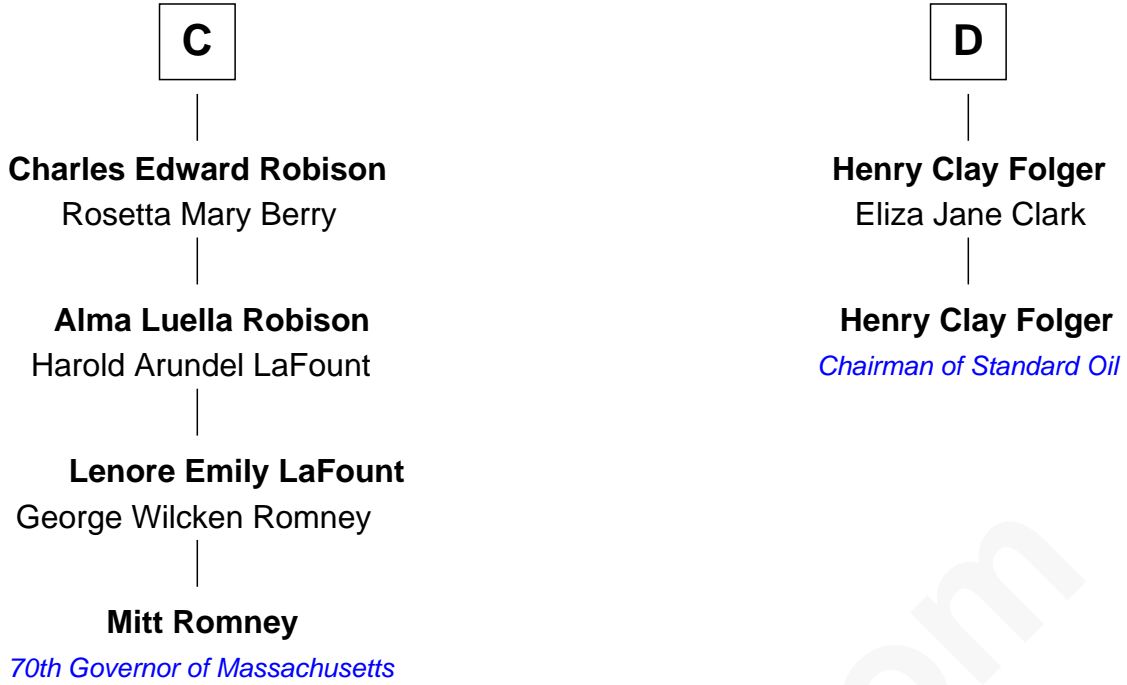 C
Charles Edward Robison
Rosetta Mary Berry
Alma Luella Robison
Harold Arundel LaFount
Lenore Emily LaFount
George Wilcken Romney
Mitt Romney
70th Governor of Massachusetts
D
Henry Clay Folger
Eliza Jane Clark
Henry Clay Folger
Chairman of Standard Oil
om